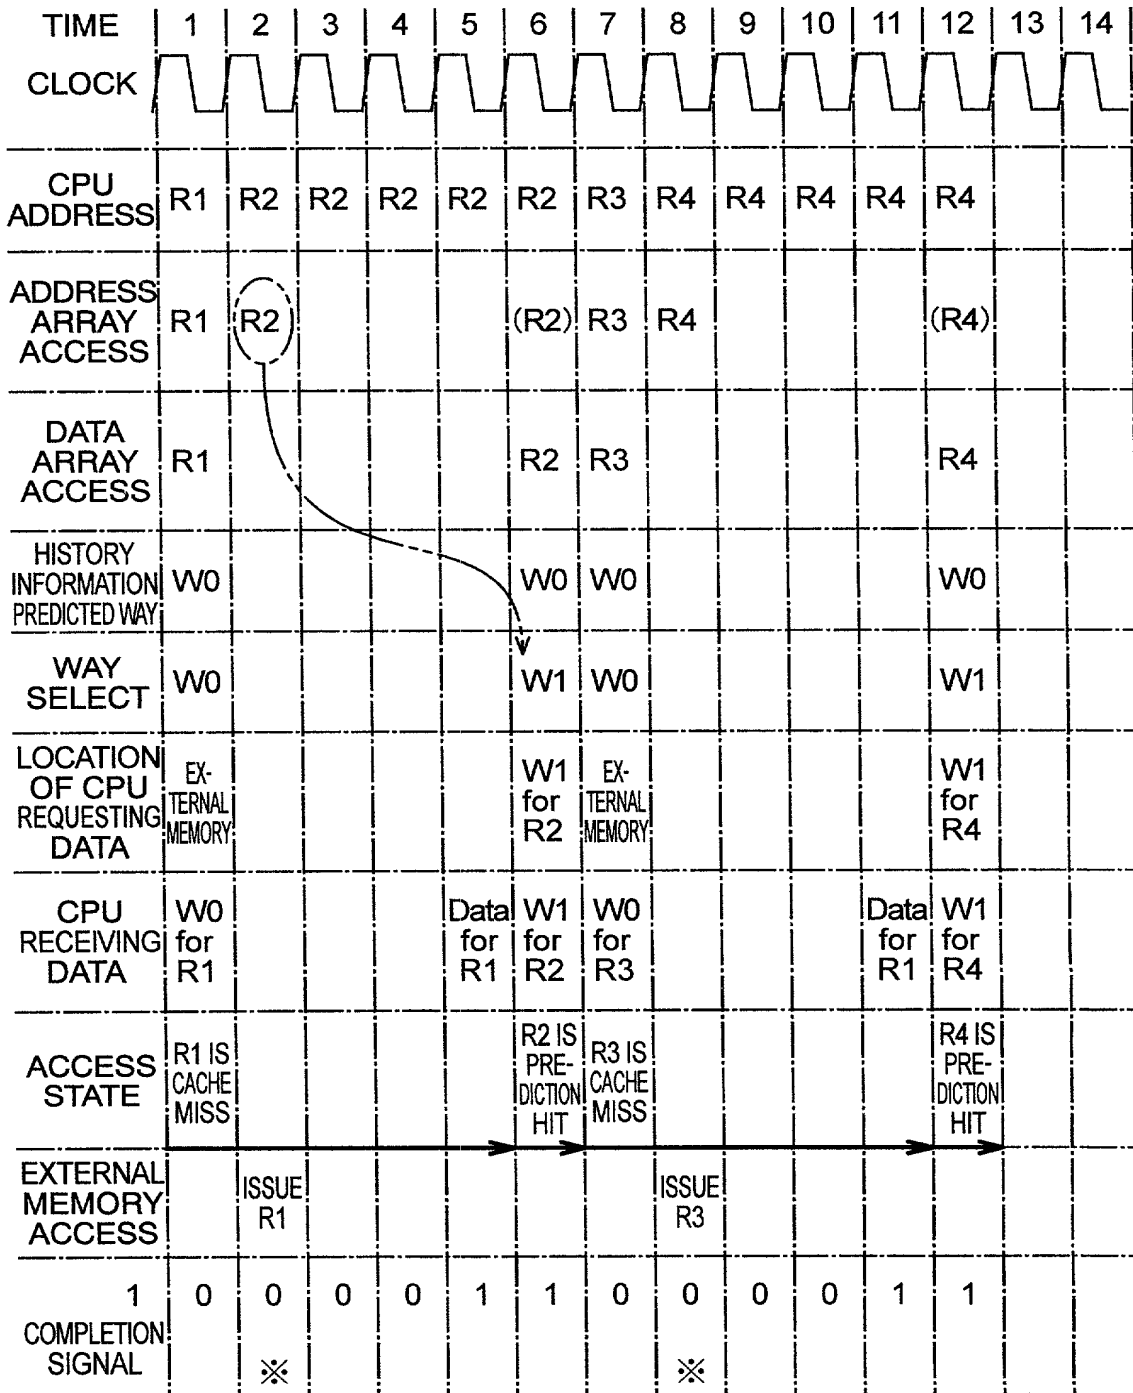 TIME 1 2 3 4 5 6 7 8 9 10 11 12 13 14
CLOCK
CPU
ADDRESS
R1 R2 R2 R2 R2 R2 R3 R4 R4 R4 R4 R4
ADDRESS
ARRAY
ACCESS
R1 R2 (R2) R3 R4 (R4)
DATA
ARRAY
ACCESS
R1 R2 R3 R4
HISTORY
INFORMATION
PREDICTED WAY
W0 W0 W0 W0
WAY
SELECT
W0 W1 W0 W1
LOCATION
OF CPU
REQUESTING
DATA
EX-
TERNAL
MEMORY
W1
for
R2
EX-
TERNAL
MEMORY
W1
for
R4
CPU
RECEIVING
DATA
W0
for
R1
Data
for
R1
W1
for
R2
W0
for
R3
Data
for
R1
W1
for
R4
ACCESS
STATE
R1 IS
CACHE
MISS
R2 IS
PRE-
DICTION
HIT
R3 IS
CACHE
MISS
R4 IS
PRE-
DICTION
HIT
EXTERNAL
MEMORY
ACCESS
ISSUE
R1
ISSUE
R3
1 0 0 0 0 1 1 0 0 0 0 1 1
COMPLETION
SIGNAL
※ ※